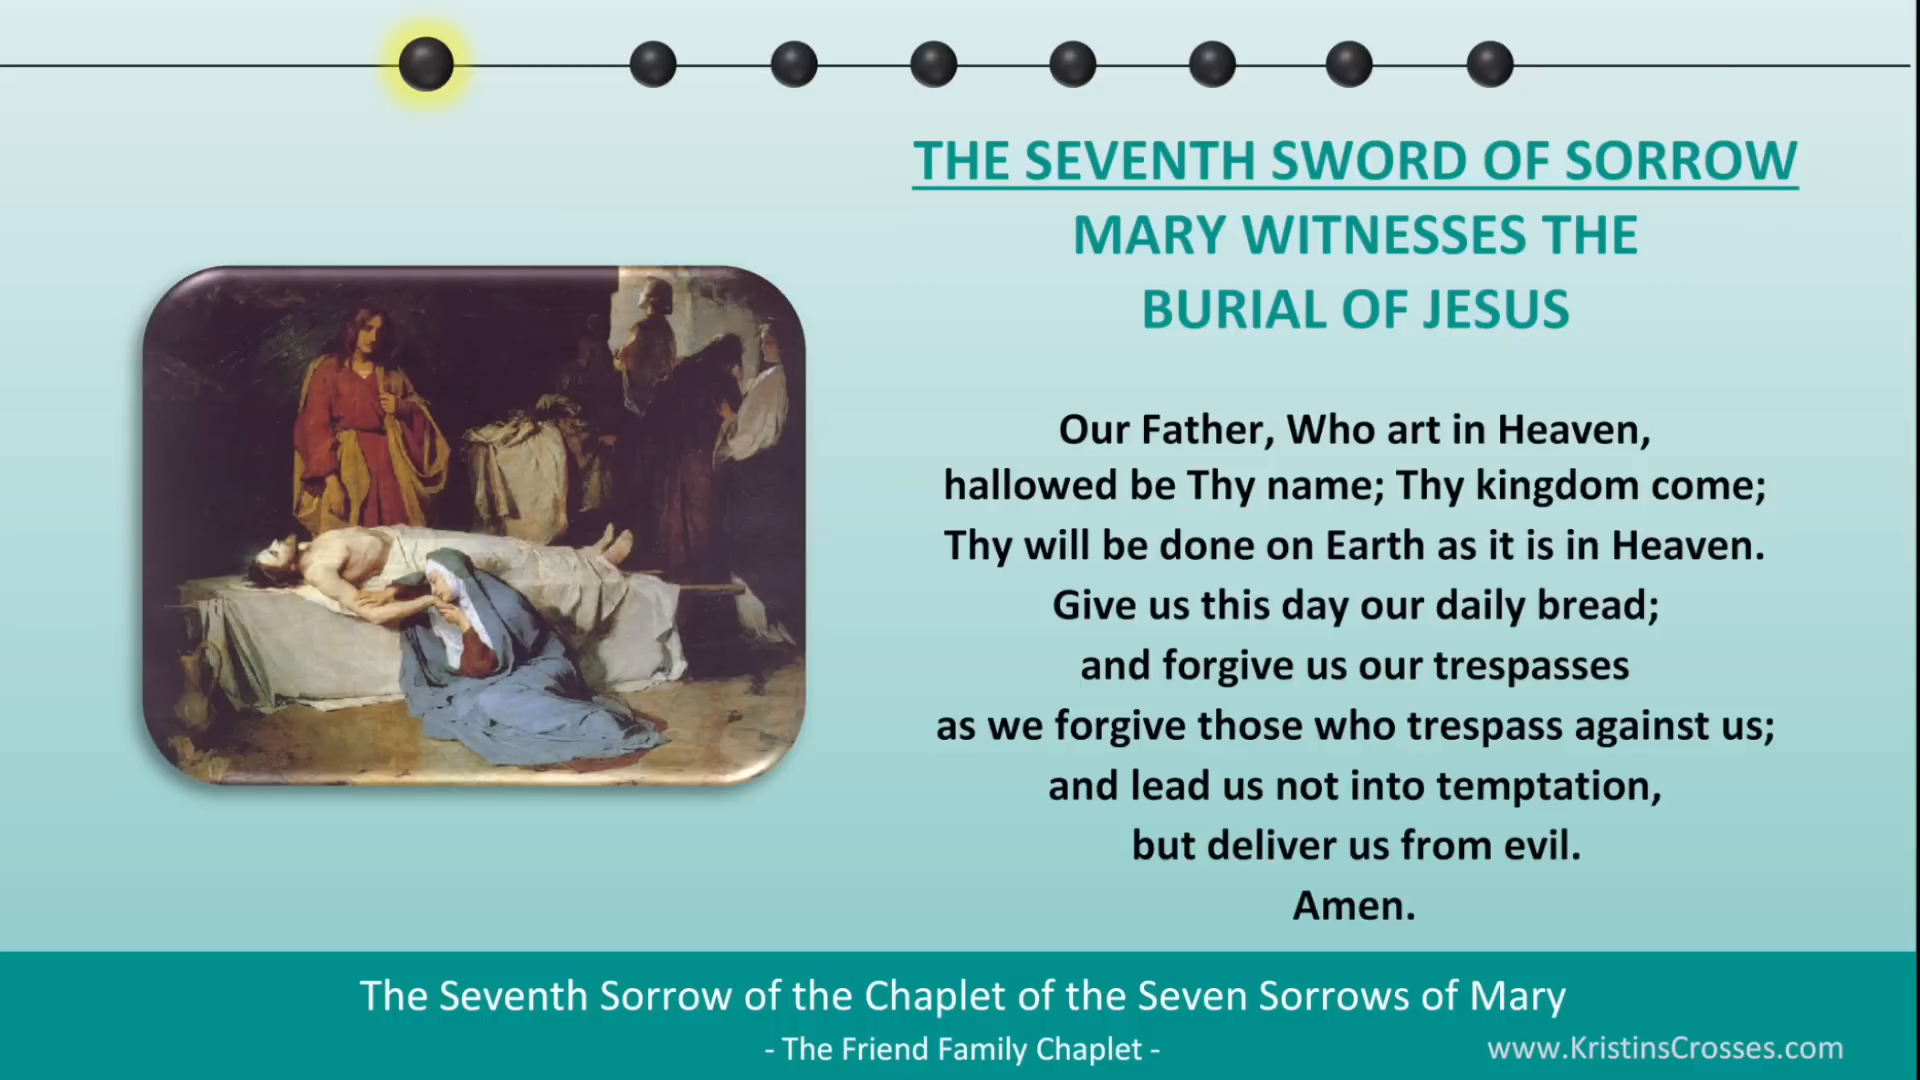 THE SEVENTH SWORD OF SORROW
MARY WITNESSES THE
BURIAL OF JESUS
Our Father, Who art in Heaven,
hallowed be Thy name; Thy kingdom come;
Thy will be done on Earth as it is in Heaven.
Give us this day our daily bread;
and forgive us our trespasses
as we forgive those who trespass against us;
and lead us not into temptation,
but deliver us from evil.
Amen.
The Seventh Sorrow of the Chaplet of the Seven Sorrows of Mary
- The Friend Family Chaplet -
www.KristinsCrosses.com